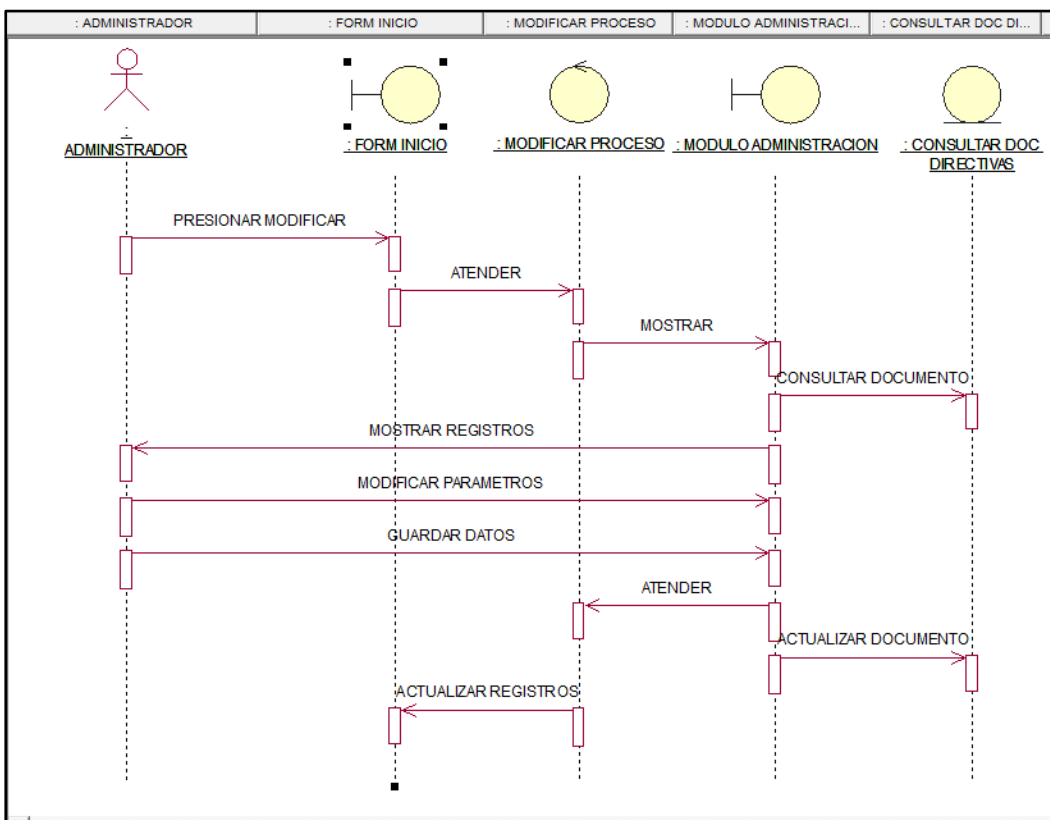 : ADMINISTRADOR
: FORM INICIO
: MODIFICAR PROCESO
: MODULO ADMINISTRACI...
: CONSULTAR DOC DI...
:
ADMINISTRADOR
: FORM INICIO
: MODIFICAR PROCESO
: MODULO ADMINISTRACION
: CONSULTAR DOC
DIRECTIVAS
PRESIONAR MODIFICAR
ATENDER
MOSTRAR
CONSULTAR DOCUMENTO
MOSTRAR REGISTROS
MODIFICAR PARAMETROS
GUARDAR DATOS
ATENDER
ACTUALIZAR DOCUMENTO
ACTUALIZAR REGISTROS